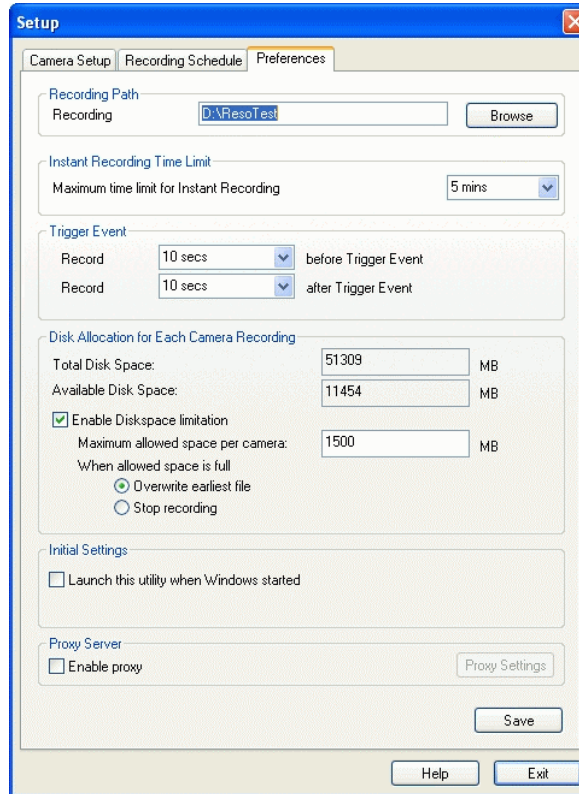 Setup
Camera Setup
Recording Schedule
Preferences
Recording Path
Recording
D:\ResoTest
Browse
Instant Recording Time Limit
Maximum time limit for Instant Recording
5 mins
Trigger Event
Record
10 secs
before Trigger Event
Record
10 secs
after Trigger Event
Disk Allocation for Each Camera Recording
Total Disk Space:
51309
MB
Available Disk Space:
11454
MB
Enable Diskspace limitation
Maximum allowed space per camera:
1500
MB
When allowed space is full
Overwrite earliest file
Stop recording
Initial Settings
Launch this utility when Windows started
Proxy Server
Enable proxy
Proxy Settings
Save
Help
Exit